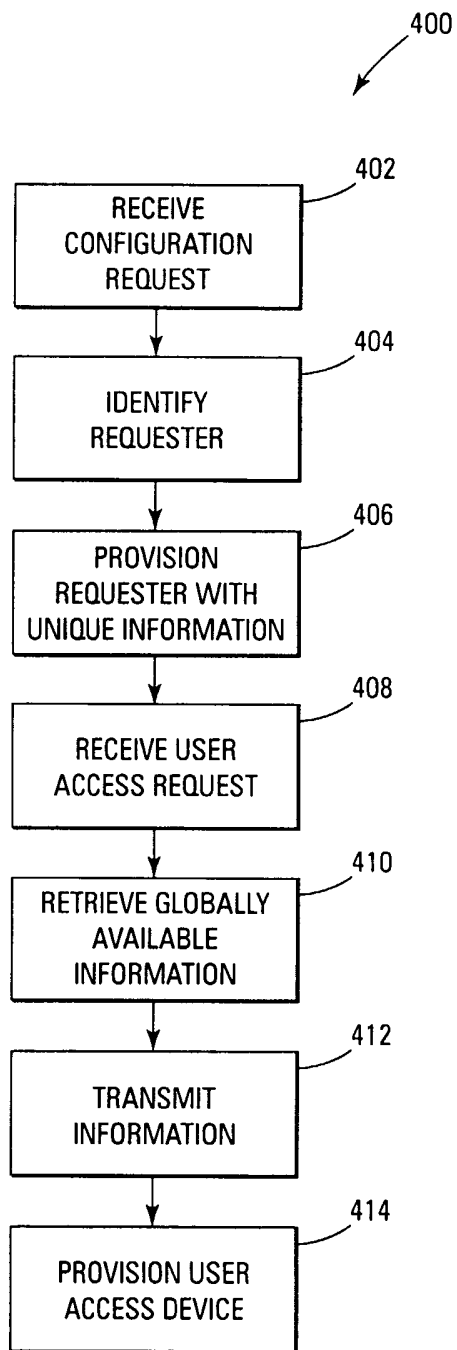 400
402
RECEIVE
CONFIGURATION
REQUEST
404
IDENTIFY
REQUESTER
406
PROVISION
REQUESTER WITH
UNIQUE INFORMATION
408
RECEIVE USER
ACCESS REQUEST
410
RETRIEVE GLOBALLY
AVAILABLE
INFORMATION
412
TRANSMIT
INFORMATION
414
PROVISION USER
ACCESS DEVICE